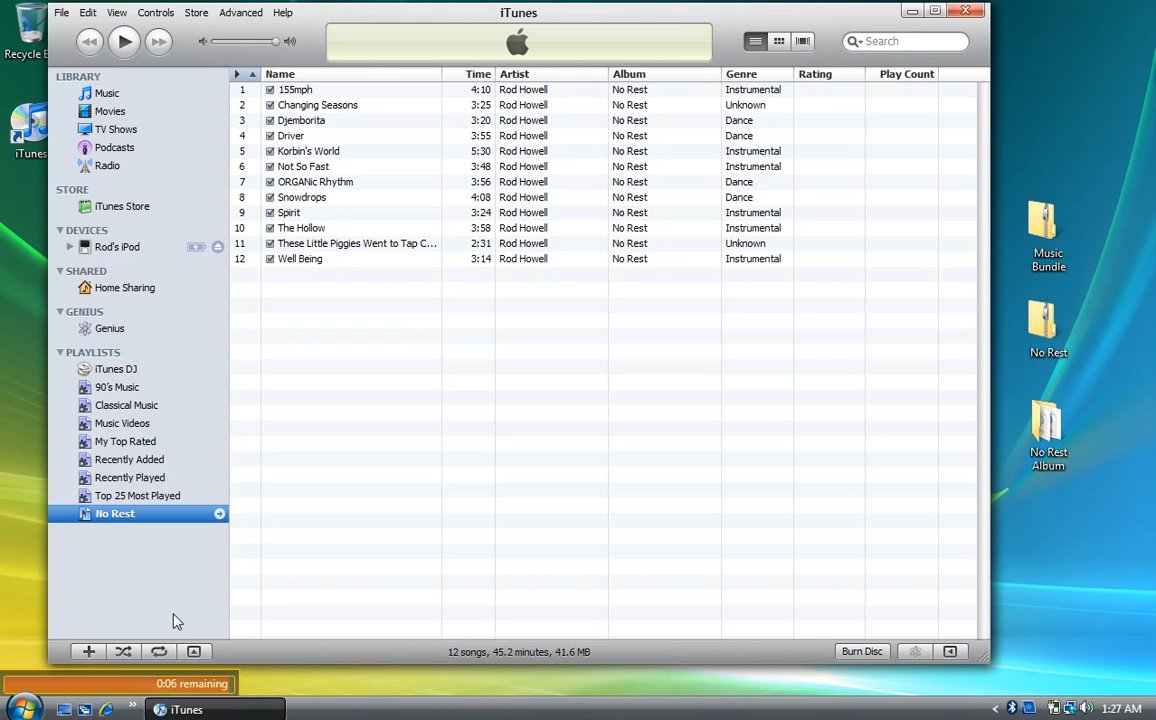 File Edit View Controls Store Advanced Help
iTunes
Search
Recycle B
iTunes
LIBRARY
Music
Movies
TV Shows
Podcasts
Radio
STORE
iTunes Store
DEVICES
Rod's iPod
SHARED
Home Sharing
GENIUS
Genius
PLAYLISTS
iTunes DJ
90's Music
Classical Music
Music Videos
My Top Rated
Recently Added
Recently Played
Top 25 Most Played
No Rest
Name Time Artist Album Genre Rating Play Count
1 155mph 4:10 Rod Howell No Rest Instrumental
2 Changing Seasons 3:25 Rod Howell No Rest Unknown
3 Djemborita 3:20 Rod Howell No Rest Dance
4 Driver 3:55 Rod Howell No Rest Dance
5 Korbin's World 5:30 Rod Howell No Rest Instrumental
6 Not So Fast 3:48 Rod Howell No Rest Instrumental
7 ORGANic Rhythm 3:56 Rod Howell No Rest Dance
8 Snowdrops 4:08 Rod Howell No Rest Dance
9 Spirit 3:24 Rod Howell No Rest Instrumental
10 The Hollow 3:58 Rod Howell No Rest Instrumental
11 These Little Piggies Went to Tap C... 2:31 Rod Howell No Rest Unknown
12 Well Being 3:14 Rod Howell No Rest Instrumental
12 songs, 45.2 minutes, 41.6 MB
Burn Disc
Music
Bundle
No Rest
No Rest
Album
0:06 remaining
iTunes
1:27 AM